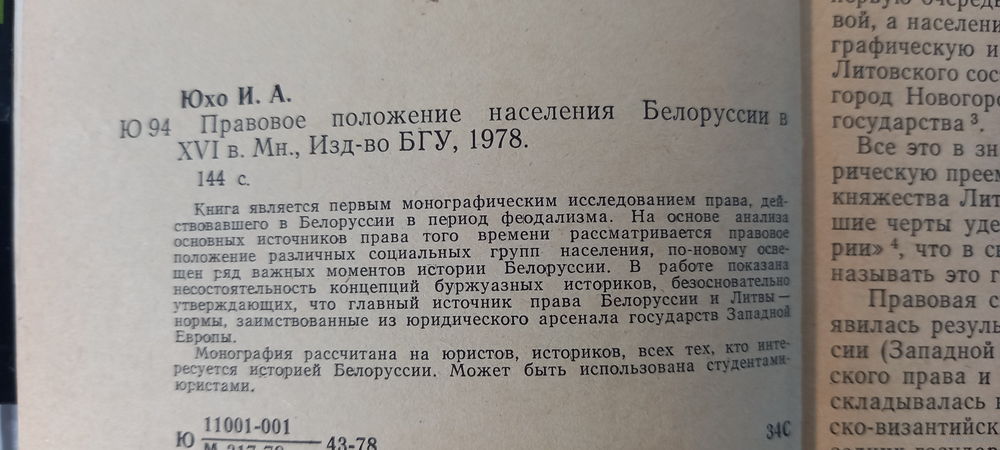 Юхо И. А.
Ю 94 Правовое положение населения Белоруссии в
XVI в. Мн., Изд-во БГУ, 1978.
144 с.
Книга является первым монографическим исследованием права, дей-
ствовавшего в Белоруссии в период феодализма. На основе анализа
основных источников права того времени рассматривается правовое
положение различных социальных групп населения, по-новому осве-
щен ряд важных моментов истории Белоруссии. В работе показана
несостоятельность концепций буржуазных историков, безосновательно
утверждающих, что главный источник права Белоруссии и Литвы —
нормы, заимствованные из юридического арсенала государств Западной
Европы.
Монография рассчитана на юристов, историков, всех тех, кто инте-
ресуется историей Белоруссии. Может быть использована студентами-
юристами.
11001-001
Ю 43-78
34С
вой, а населени
графическую и
Литовского сос
город Новогоро
государства ³.
Все это в зн
рическую преем
княжества Лит
шие черты уде
рии» ⁴, что в св
называть это г
Правовая с
явилась резуль
сии (Западной
ского права и
складывалась
ско-византийск